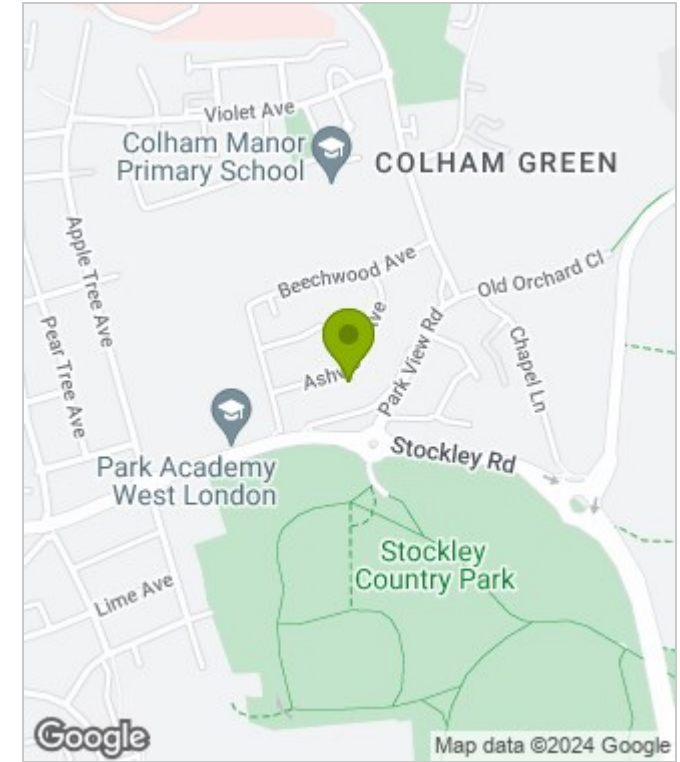 Violet Ave
Colham Manor
Primary School
COLHAM GREEN
Apple Tree Ave
Beechwood Ave
Old Orchard Cl
Pear Tree Ave
Park View Rd
Chapel Ln
Park Academy
West London
Stockley Rd
Stockley
Country Park
Lime Ave
Google
Map data ©2024 Google